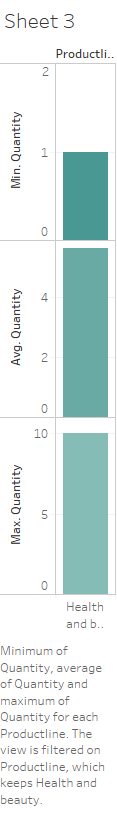 Sheet 3
Productli..
2
1
0
Min. Quantity
4
2
0
Avg. Quantity
10
5
0
Max. Quantity
Health
and b..
Minimum of
Quantity, average
of Quantity and
maximum of
Quantity for each
Productline. The
view is filtered on
Productline, which
keeps Health and
beauty.